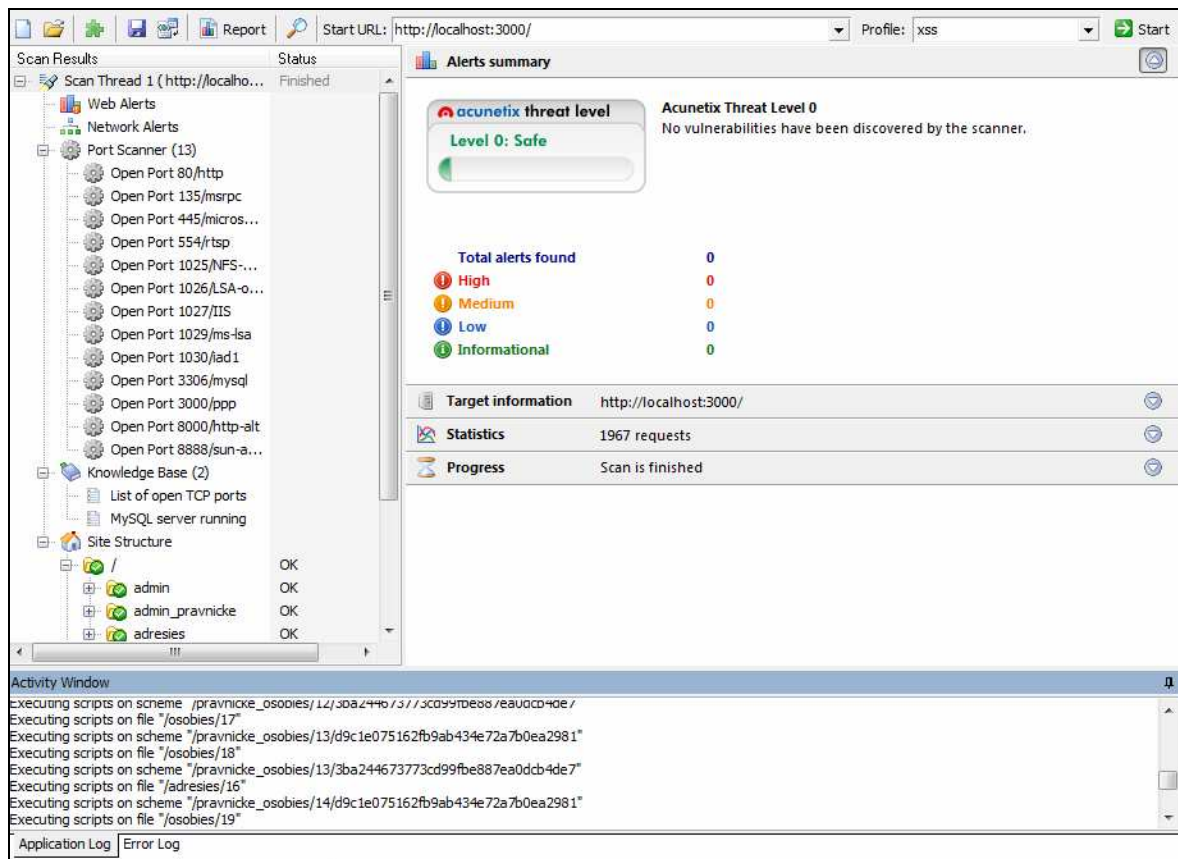 Report
Start URL: http://localhost:3000/
Profile: xss
Start
Scan Results Status
Scan Thread 1 ( http://localho... Finished
Web Alerts
Network Alerts
Port Scanner (13)
Open Port 80/http
Open Port 135/msrpc
Open Port 445/micros...
Open Port 554/rtsp
Open Port 1025/NFS-...
Open Port 1026/LSA-o...
Open Port 1027/IIS
Open Port 1029/ms-lsa
Open Port 1030/iad1
Open Port 3306/mysql
Open Port 3000/ppp
Open Port 8000/http-alt
Open Port 8888/sun-a...
Knowledge Base (2)
List of open TCP ports
MySQL server running
Site Structure
/ OK
admin OK
admin_pravnicke OK
adresies OK
Alerts summary
acunetix threat level
Level 0: Safe
Acunetix Threat Level 0
No vulnerabilities have been discovered by the scanner.
Total alerts found 0
High 0
Medium 0
Low 0
Informational 0
Target information http://localhost:3000/
Statistics 1967 requests
Progress Scan is finished
Activity Window
Executing scripts on scheme "/pravnicke_osobies/12/3ba244673773cd99fbe887ea0dcb4de7"
Executing scripts on file "/osobies/17"
Executing scripts on scheme "/pravnicke_osobies/13/d9c1e075162fb9ab434e72a7b0ea2981"
Executing scripts on file "/osobies/18"
Executing scripts on scheme "/pravnicke_osobies/13/3ba244673773cd99fbe887ea0dcb4de7"
Executing scripts on file "/adresies/16"
Executing scripts on scheme "/pravnicke_osobies/14/d9c1e075162fb9ab434e72a7b0ea2981"
Executing scripts on file "/osobies/19"
Application Log Error Log